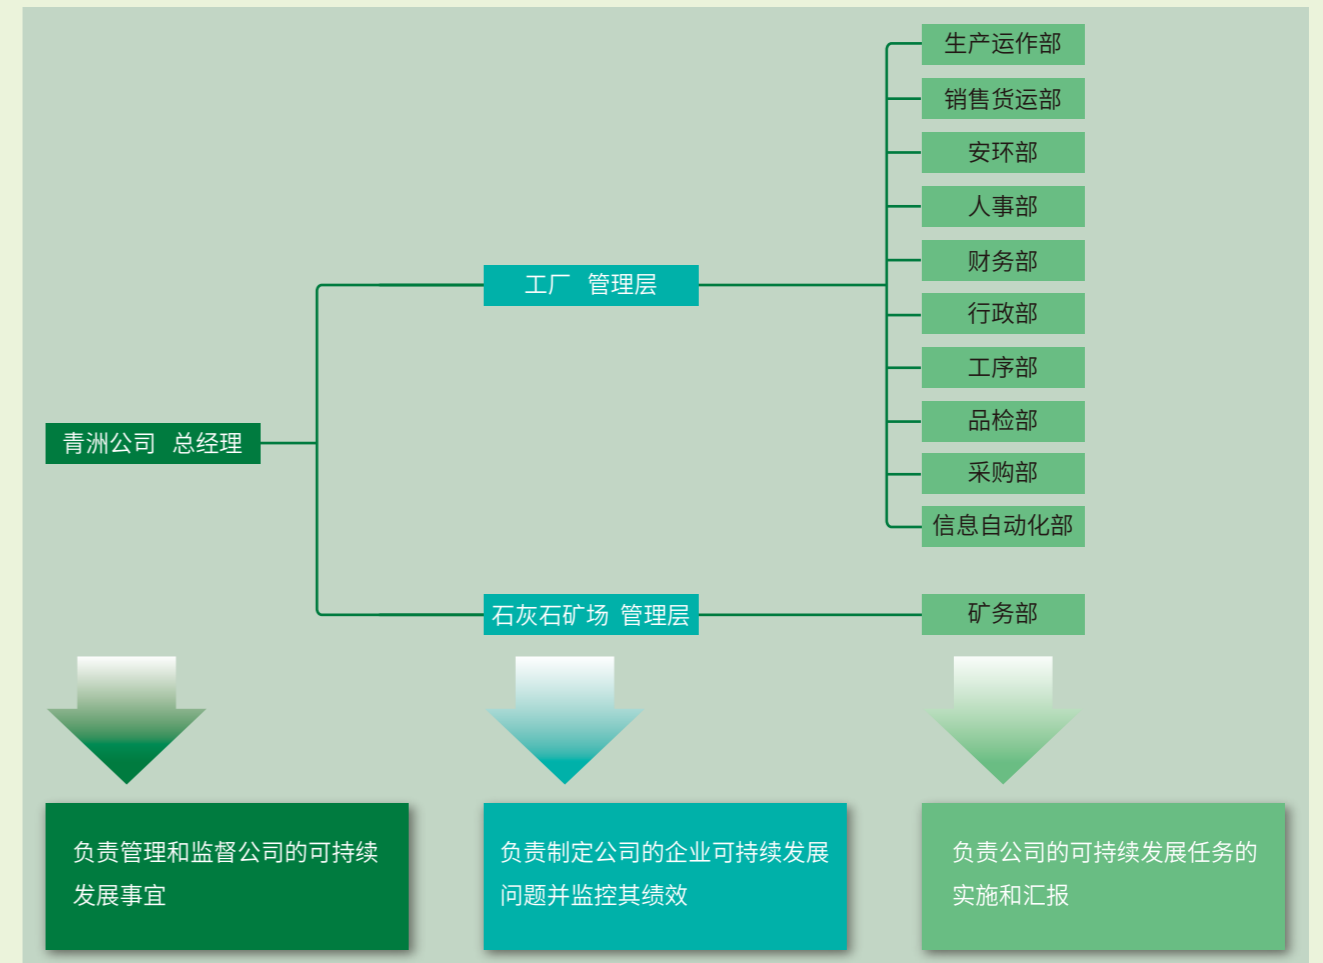 生产运作部
销售货运部
安环部
人事部
财务部
工厂 管理层
行政部
工序部
品检部
青洲公司 总经理
采购部
信息自动化部
石灰石矿场 管理层
矿务部
负责管理和监督公司的可持续
发展事宜
负责制定公司的企业可持续发展
问题并监控其绩效
负责公司的可持续发展任务的
实施和汇报